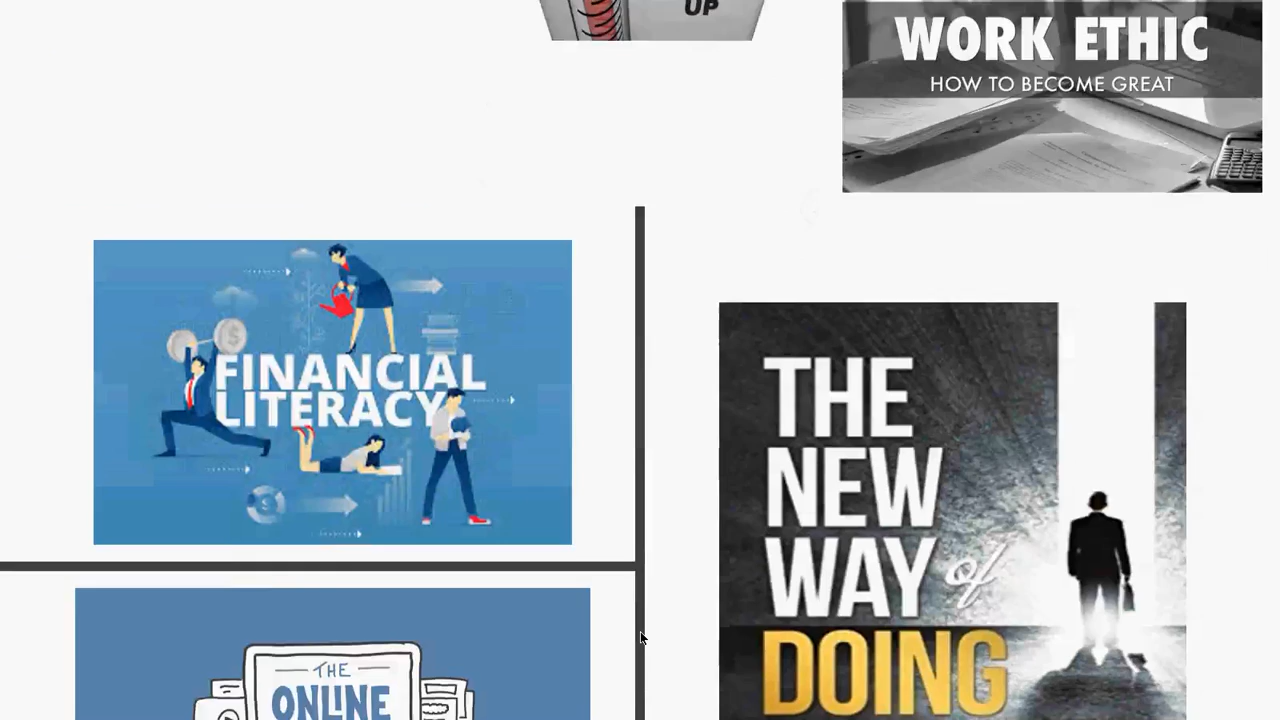 UP
WORK ETHIC
HOW TO BECOME GREAT
FINANCIAL
LITERACY
THE
NEW
WAY of
DOING
THE
ONLINE